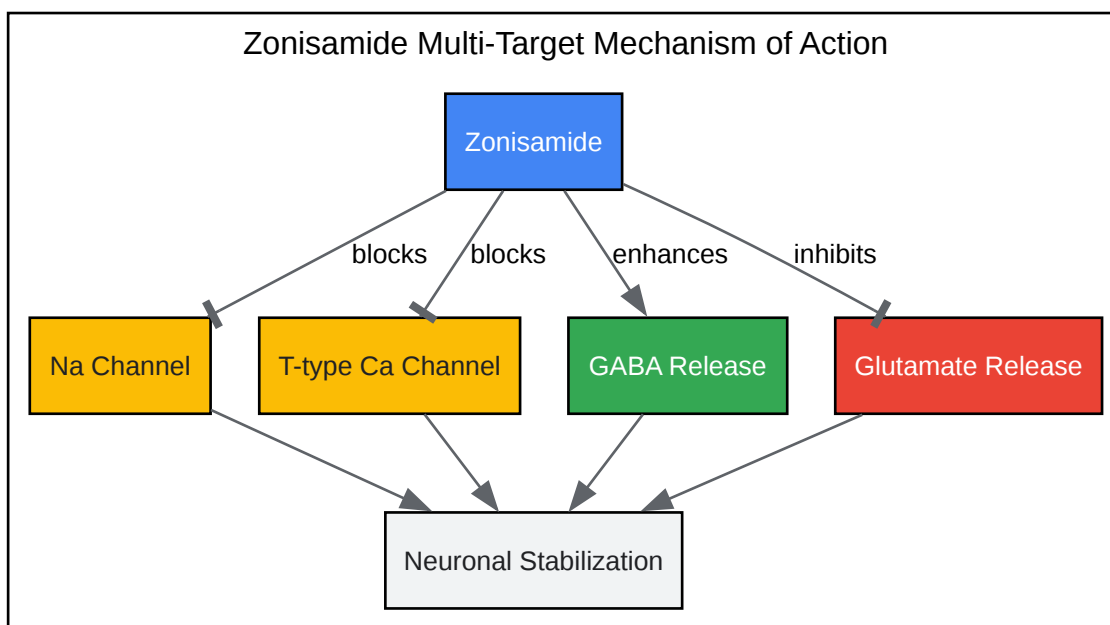 Zonisamide Multi-Target Mechanism of Action
Zonisamide
blocks
blocks
enhances
inhibits
Na Channel
T-type Ca Channel
GABA Release
Glutamate Release
Neuronal Stabilization